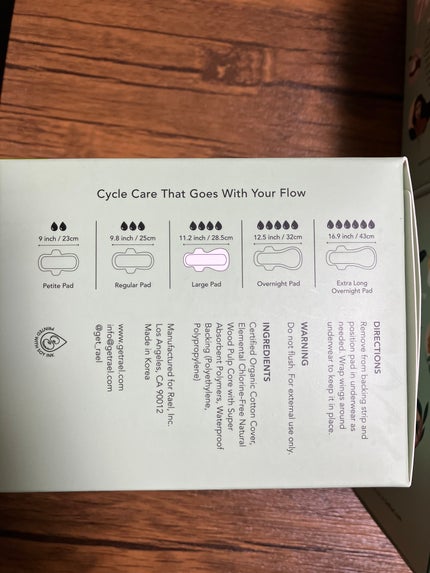 Cycle Care That Goes With Your Flow
9 inch / 23cm
Petite Pad
9.8 inch / 25cm
Regular Pad
11.2 inch / 28.5cm
Large Pad
12.5 inch / 32cm
Overnight Pad
16.9 inch / 43cm
Extra Long
Overnight Pad
DIRECTIONS
Remove from backing strip and
position pad in underwear as
needed. Wrap wings around
underwear to keep it in place.
WARNING
Do not flush. For external use only.
INGREDIENTS
Certified Organic Cotton Cover,
Elemental Chlorine-Free Natural
Wood Pulp Core with Super
Absorbent Polymers, Waterproof
Backing (Polyethylene,
Polypropylene)
Manufactured for Rael, Inc.
Los Angeles, CA 90012
Made in Korea
www.getrael.com
info@getrael.com
@get_rael